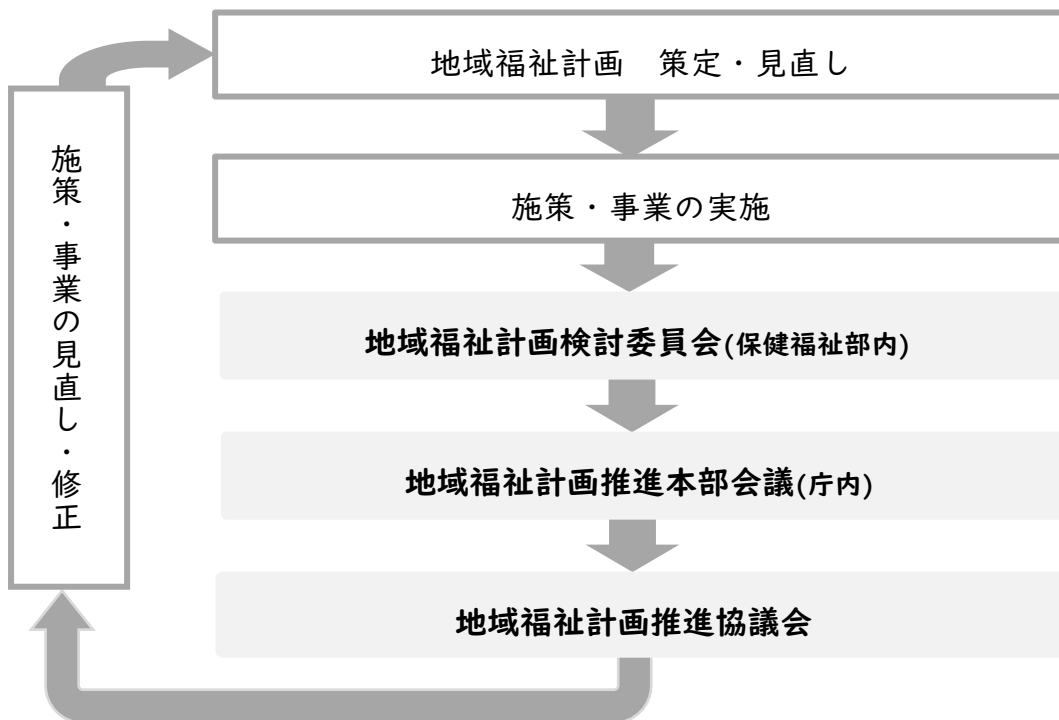 地域福祉計画　策定・見直し
施策・事業の実施
地域福祉計画検討委員会(保健福祉部内)
地域福祉計画推進本部会議(庁内)
地域福祉計画推進協議会
施策・事業の見直し・修正